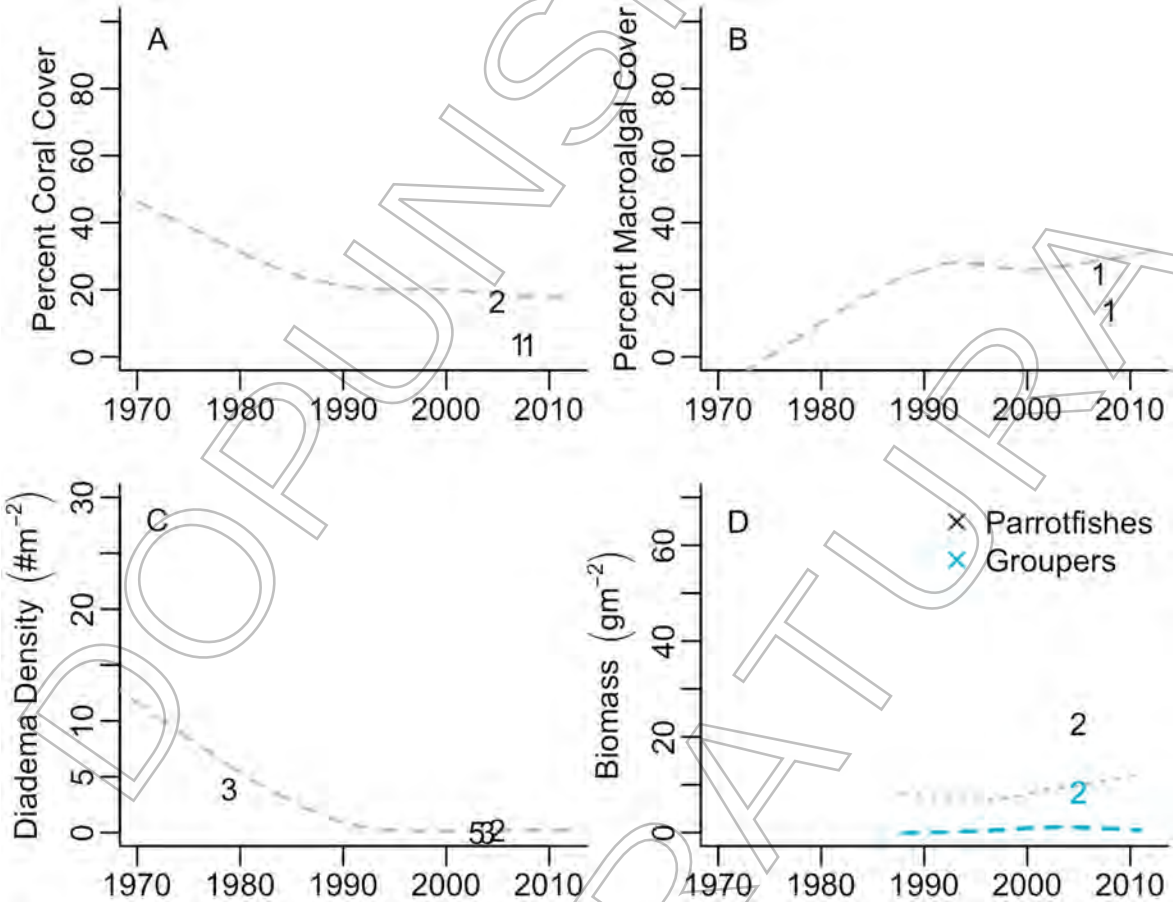 A
Percent Coral Cover
80
60
40
20
0
2
11
1970 1980 1990 2000 2010
B
Percent Macroalgal Cover
80
60
40
20
0
1
1
1970 1980 1990 2000 2010
C
Diadema Density (#m⁻²)
30
20
10
5
0
3
532
1970 1980 1990 2000 2010
D
× Parrotfishes
× Groupers
Biomass (gm⁻²)
60
40
20
0
2
2
1970 1980 1990 2000 2010